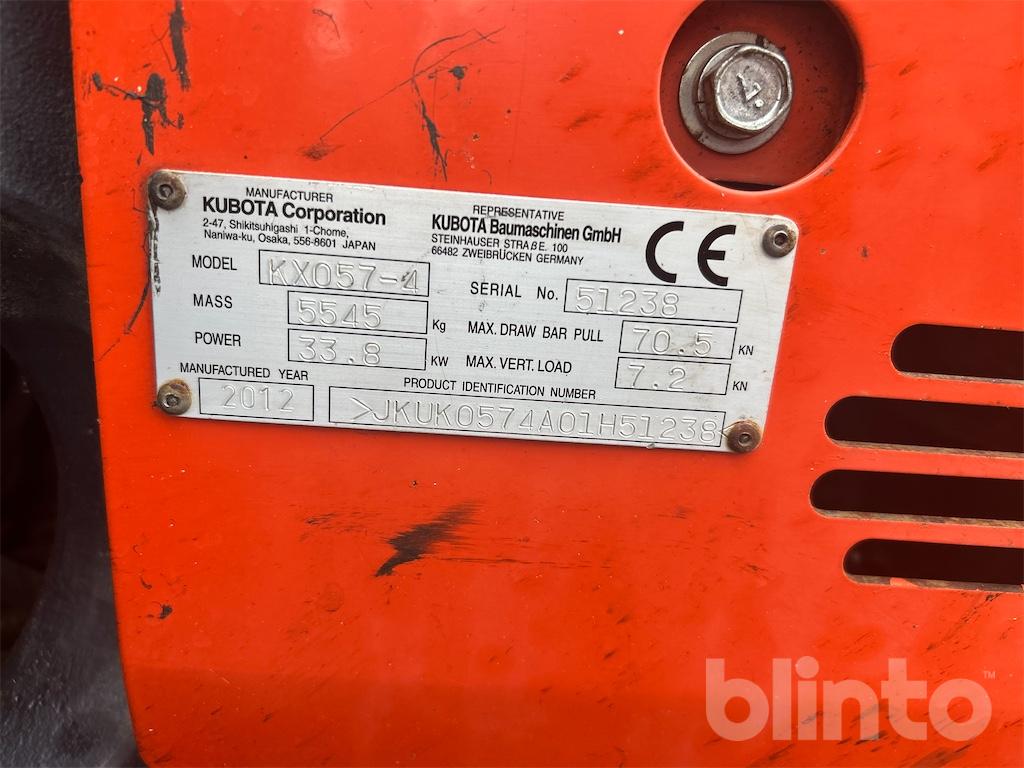 MANUFACTURER
KUBOTA Corporation
2-47, Shikitsuhigashi 1-Chome,
Naniwa-ku, Osaka, 556-8601 JAPAN
REPRESENTATIVE
KUBOTA Baumaschinen GmbH
STEINHAUSER STRAßE. 100
66482 ZWEIBRÜCKEN GERMANY
CE
MODEL KX057-4
SERIAL No. 51238
MASS 5545 Kg
MAX. DRAW BAR PULL 70.5 KN
POWER 33.8 KW
MAX. VERT. LOAD 7.2 KN
MANUFACTURED YEAR
2012
PRODUCT IDENTIFICATION NUMBER
>JKUK0574A01H51238<
blinto™